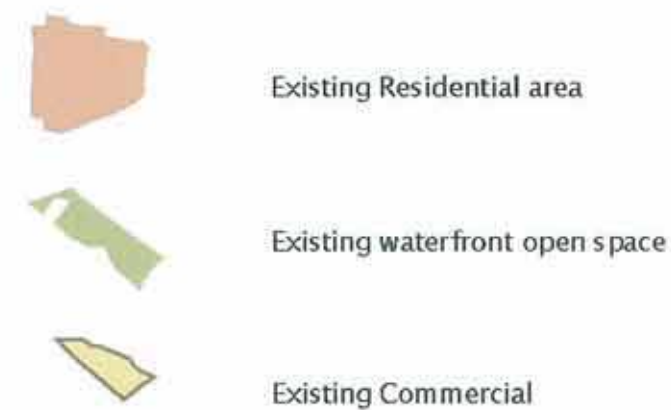 Existing Residential area
Existing waterfront open space
Existing Commercial